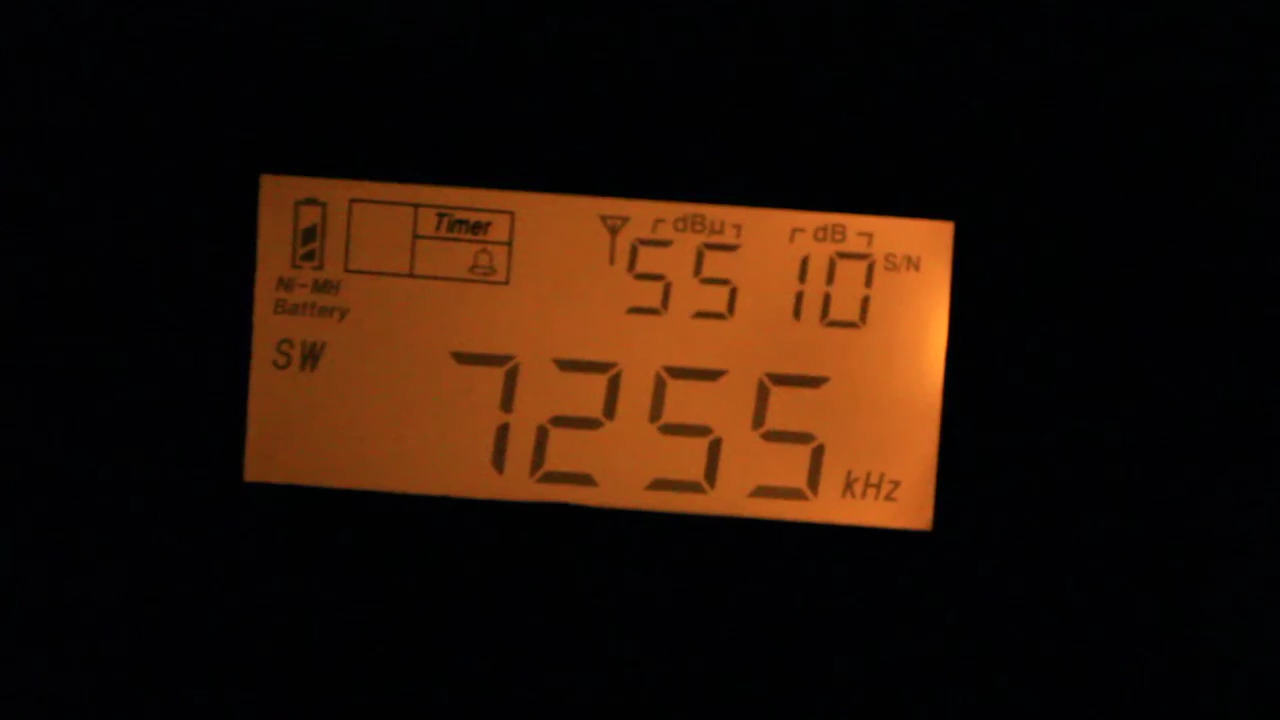 Timer
dBµ dB
55 10 S/N
Ni-MH
Battery
SW
7255 kHz